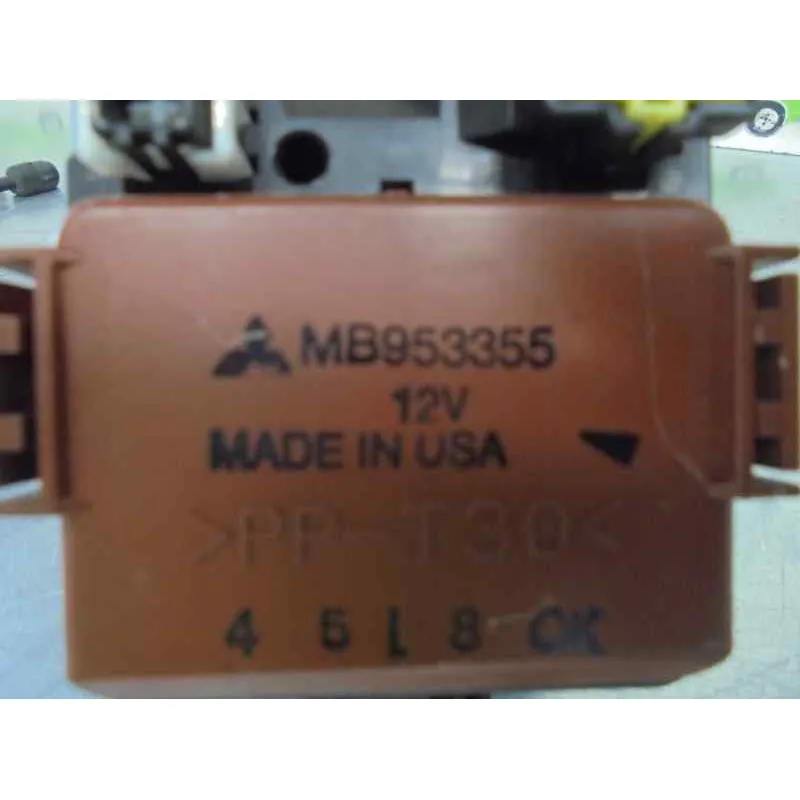 MB953355
12V
MADE IN USA
>PP-T30<
4 5 L 8 OK